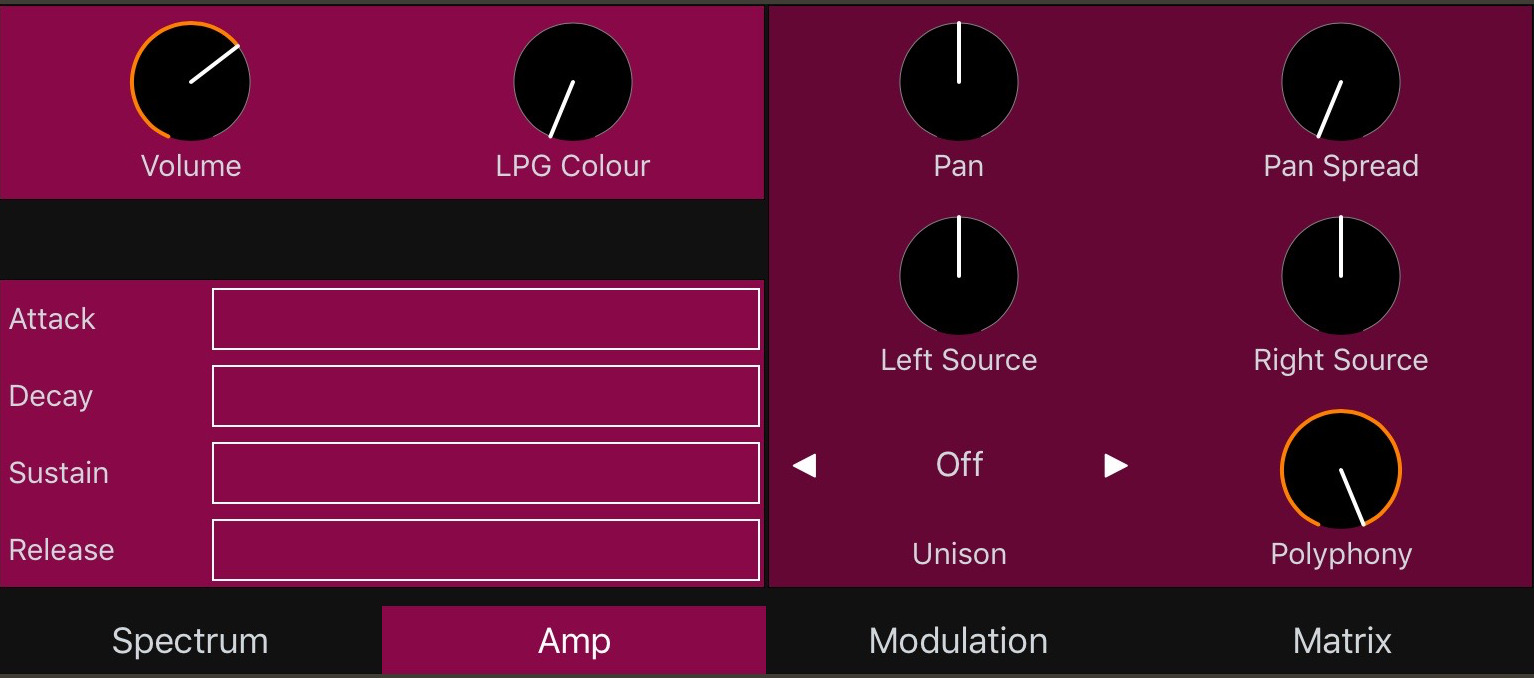 Volume
LPG Colour
Pan
Pan Spread
Left Source
Right Source
Attack
Decay
Sustain
Release
Off
Unison
Polyphony
Spectrum
Amp
Modulation
Matrix